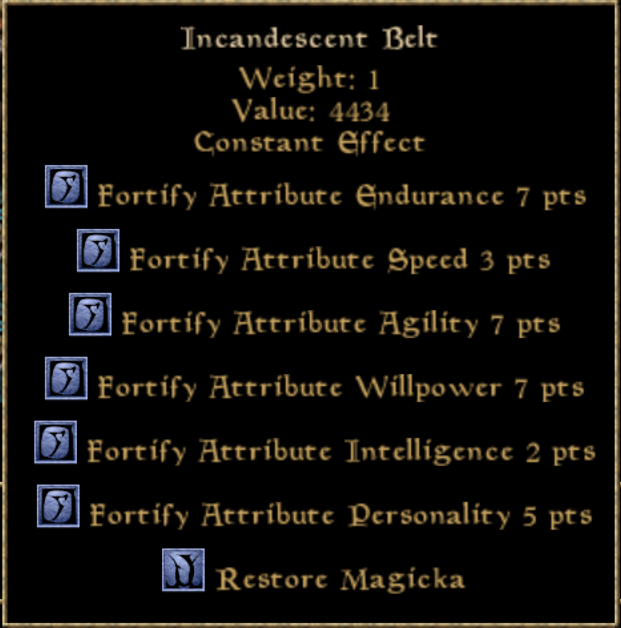 Incandescent Belt
Weight: 1
Value: 4434
Constant Effect
Fortify Attribute Endurance 7 pts
Fortify Attribute Speed 3 pts
Fortify Attribute Agility 7 pts
Fortify Attribute Willpower 7 pts
Fortify Attribute Intelligence 2 pts
Fortify Attribute Personality 5 pts
Restore Magicka